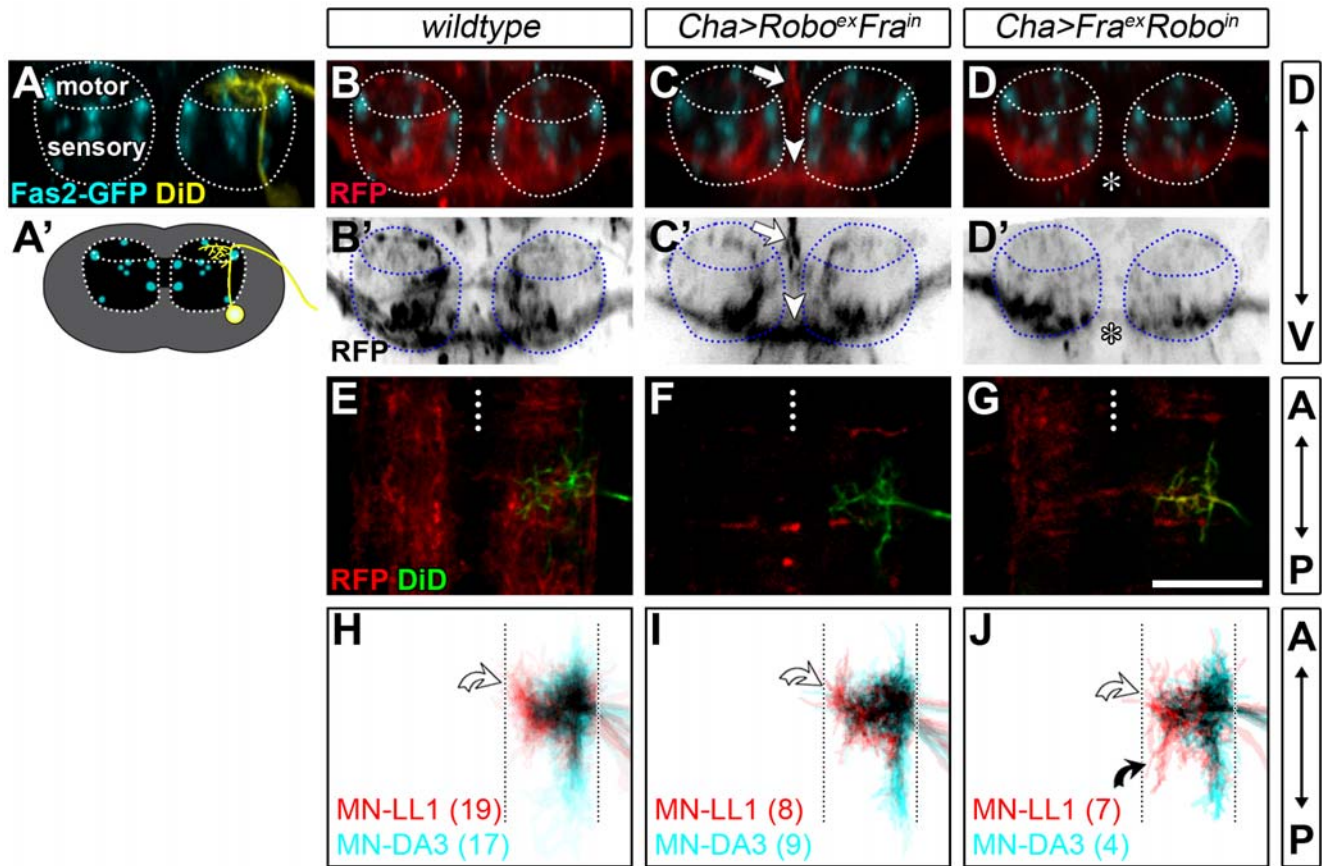 wildtype
Cha>Robo^ex Fra^in
Cha>Fra^ex Robo^in
A
motor
sensory
Fas2-GFP DiD
B
RFP
C
D
*
D
V
A'
B'
RFP
C'
D'
*
E
RFP DiD
F
G
A
P
H
MN-LL1 (19)
MN-DA3 (17)
I
MN-LL1 (8)
MN-DA3 (9)
J
MN-LL1 (7)
MN-DA3 (4)
A
P